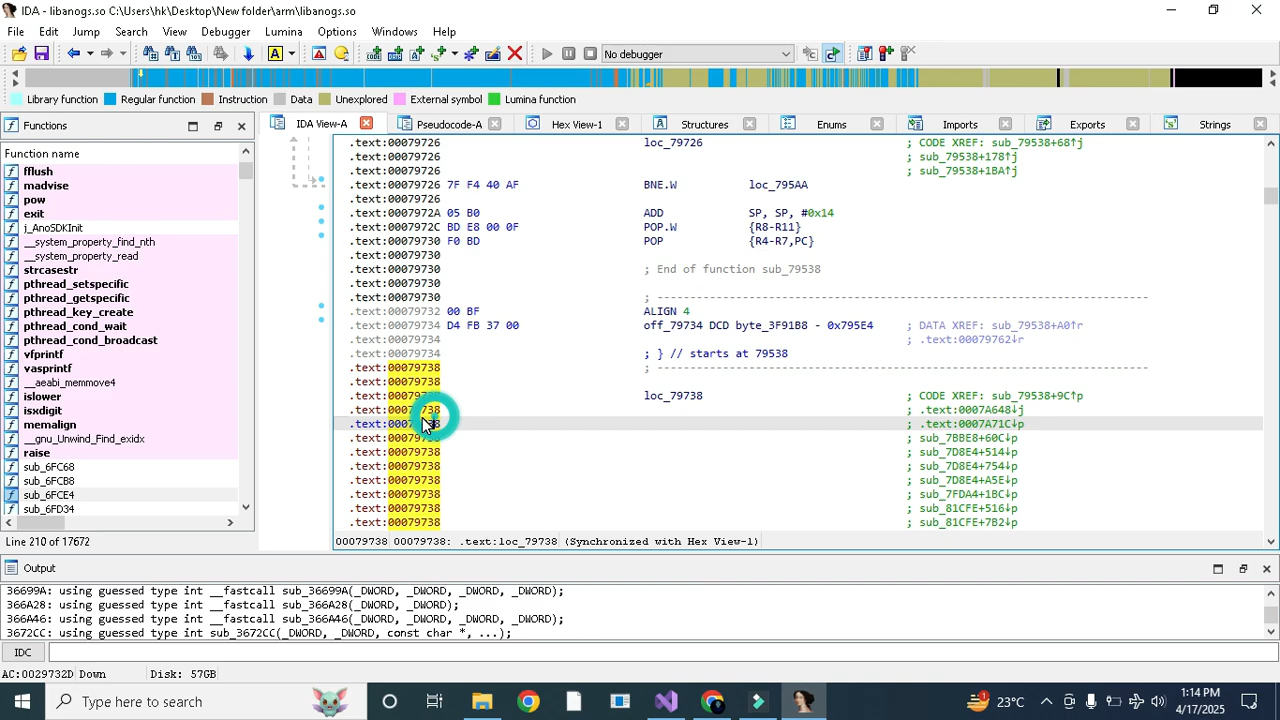 IDA - libanogs.so C:\Users\hk\Desktop\New folder\arm\libanogs.so
File Edit Jump Search View Debugger Lumina Options Windows Help
No debugger
Library function Regular function Instruction Data Unexplored External symbol Lumina function
Functions
IDA View-A Pseudocode-A Hex View-1 Structures Enums Imports Exports Strings
Function name
fflush
madvise
pow
exit
j_AnoSDKInit
__system_property_find_nth
__system_property_read
strcasestr
pthread_setspecific
pthread_getspecific
pthread_key_create
pthread_cond_wait
pthread_cond_broadcast
vfprintf
vasprintf
__aeabi_memmove4
islower
isxdigit
memalign
__gnu_Unwind_Find_exidx
raise
sub_6FC68
sub_6FCB8
sub_6FCE4
sub_6FD34
Line 210 of 17672
.text:00079726 loc_79726 ; CODE XREF: sub_79538+68↑j
.text:00079726 ; sub_79538+178↑j
.text:00079726 ; sub_79538+1BA↑j
.text:00079726 7F F4 40 AF BNE.W loc_795AA
.text:00079726
.text:0007972A 05 B0 ADD SP, SP, #0x14
.text:0007972C BD E8 00 0F POP.W {R8-R11}
.text:00079730 F0 BD POP {R4-R7,PC}
.text:00079730
.text:00079730 ; End of function sub_79538
.text:00079730
.text:00079730 ; ---------------------------------------------------------------------------
.text:00079732 00 BF ALIGN 4
.text:00079734 D4 FB 37 00 off_79734 DCD byte_3F91B8 - 0x795E4 ; DATA XREF: sub_79538+A0↑r
.text:00079734 ; .text:00079762↓r
.text:00079734 ; } // starts at 79538
.text:00079738 ; ---------------------------------------------------------------------------
.text:00079738
.text:00079738 loc_79738 ; CODE XREF: sub_79538+9C↑p
.text:00079738 ; .text:0007A648↓j
.text:00079738 ; .text:0007A71C↓p
.text:00079738 ; sub_7BBE8+60C↓p
.text:00079738 ; sub_7D8E4+514↓p
.text:00079738 ; sub_7D8E4+754↓p
.text:00079738 ; sub_7D8E4+A5E↓p
.text:00079738 ; sub_7FDA4+1BC↓p
.text:00079738 ; sub_81CFE+516↓p
.text:00079738 ; sub_81CFE+7B2↓p
00079738 00079738: .text:loc_79738 (Synchronized with Hex View-1)
Output
36699A: using guessed type int __fastcall sub_36699A(_DWORD, _DWORD, _DWORD, _DWORD);
366A28: using guessed type int __fastcall sub_366A28(_DWORD, _DWORD);
366A46: using guessed type int __fastcall sub_366A46(_DWORD, _DWORD, _DWORD, _DWORD);
3672CC: using guessed type int sub_3672CC(_DWORD, _DWORD, const char *, ...);
IDC
AC:0029732D Down Disk: 57GB
Type here to search
23°C
1:14 PM
4/17/2025